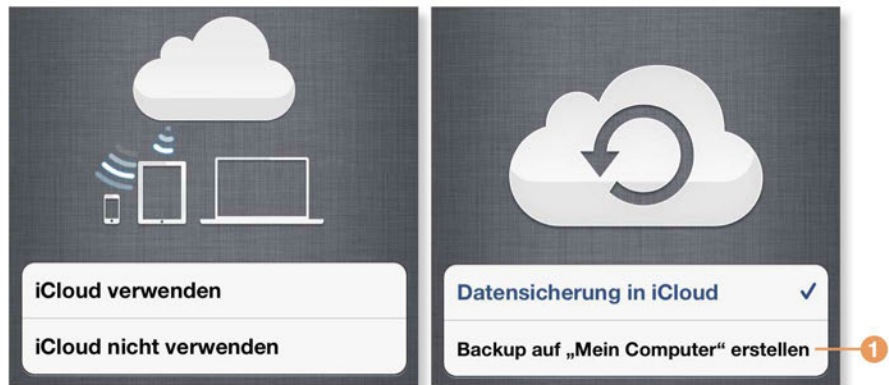 iCloud verwenden
iCloud nicht verwenden
Datensicherung in iCloud
Backup auf „Mein Computer“ erstellen
1